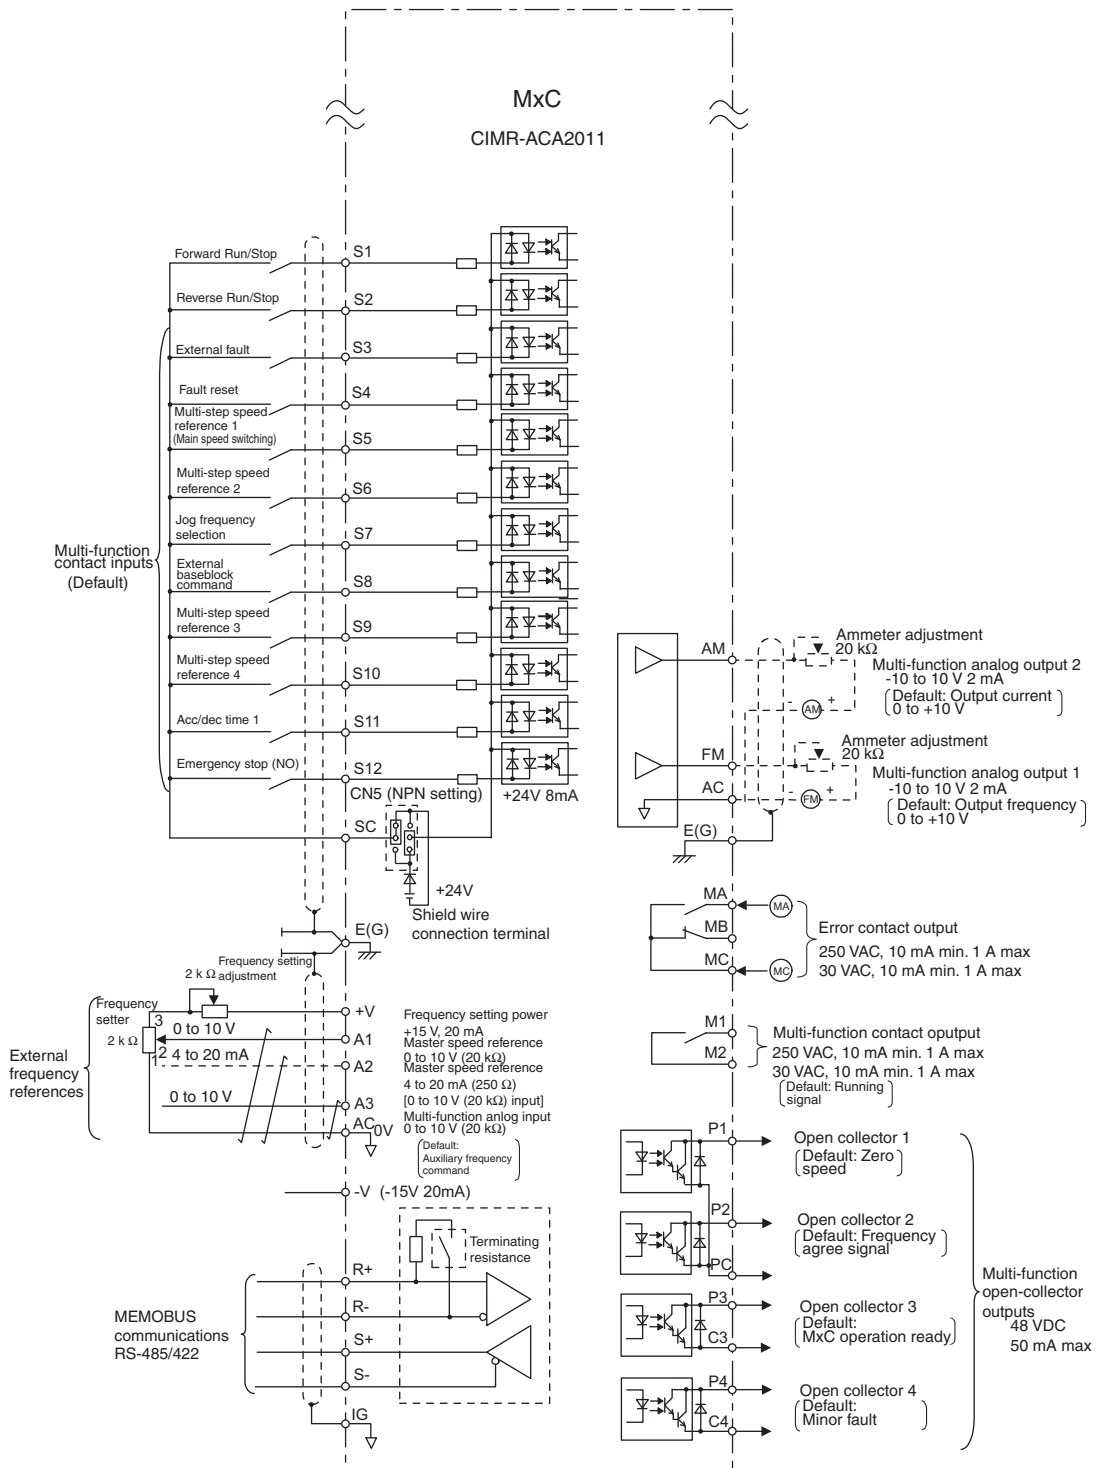 MxC
CIMR-ACA2011
Forward Run/Stop
S1
Reverse Run/Stop
S2
External fault
S3
Fault reset
S4
Multi-step speed
reference 1
(Main speed switching)
S5
Multi-step speed
reference 2
S6
Jog frequency
selection
S7
Multi-function
contact inputs
(Default)
External
baseblock
command
S8
Multi-step speed
reference 3
S9
Multi-step speed
reference 4
S10
Acc/dec time 1
S11
Emergency stop (NO)
S12
CN5 (NPN setting)
+24V 8mA
SC
+24V
Shield wire
connection terminal
E(G)
Frequency setting
adjustment
2 k Ω
Frequency
setter
2 k Ω
3
2
1
0 to 10 V
4 to 20 mA
0 to 10 V
External
frequency
references
+V
A1
A2
A3
AC
0V
Frequency setting power
+15 V, 20 mA
Master speed reference
0 to 10 V (20 kΩ)
Master speed reference
4 to 20 mA (250 Ω)
[0 to 10 V (20 kΩ) input]
Multi-function anlog input
0 to 10 V (20 kΩ)
Default:
Auxiliary frequency
command
-V (-15V 20mA)
Terminating
resistance
MEMOBUS
communications
RS-485/422
R+
R-
S+
S-
IG
AM
Ammeter adjustment
20 kΩ
Multi-function analog output 2
-10 to 10 V 2 mA
Default: Output current
0 to +10 V
- AM +
FM
Ammeter adjustment
20 kΩ
Multi-function analog output 1
-10 to 10 V 2 mA
Default: Output frequency
0 to +10 V
AC
- FM +
E(G)
MA
MA
MB
MC
MC
Error contact output
250 VAC, 10 mA min. 1 A max
30 VAC, 10 mA min. 1 A max
M1
M2
Multi-function contact oputput
250 VAC, 10 mA min. 1 A max
30 VAC, 10 mA min. 1 A max
Default: Running
signal
P1
Open collector 1
Default: Zero
speed
P2
Open collector 2
Default: Frequency
agree signal
PC
P3
Open collector 3
Default:
MxC operation ready
C3
P4
Open collector 4
Default:
Minor fault
C4
Multi-function
open-collector
outputs
48 VDC
50 mA max